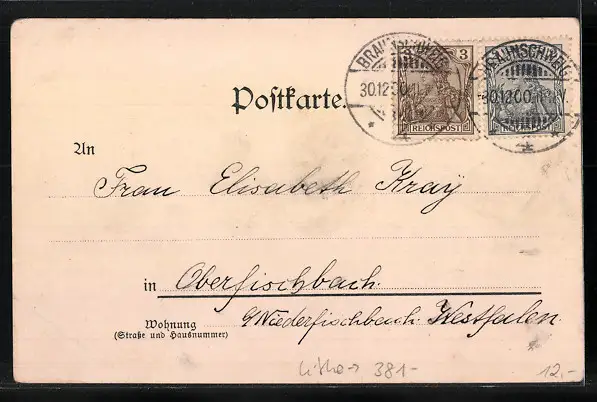 BRAUNSCHWEIG BRAUNSCHWEIG
3
30.12.00 30.12.00 V.
REICHSPOST REICHSPOST
Postkarte.
An
Frau Elisabeth Kraÿ
in Oberfischbach.
Wohnung
(Straße und Hausnummer)
Niederfischbach. Westfalen.
381- 12,-